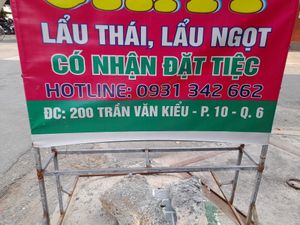 LẨU THÁI, LẨU NGỌT
CÓ NHẬN ĐẶT TIỆC
HOTLINE: 0931 342 662
ĐC: 200 TRẦN VĂN KIỂU - P. 10 - Q. 6